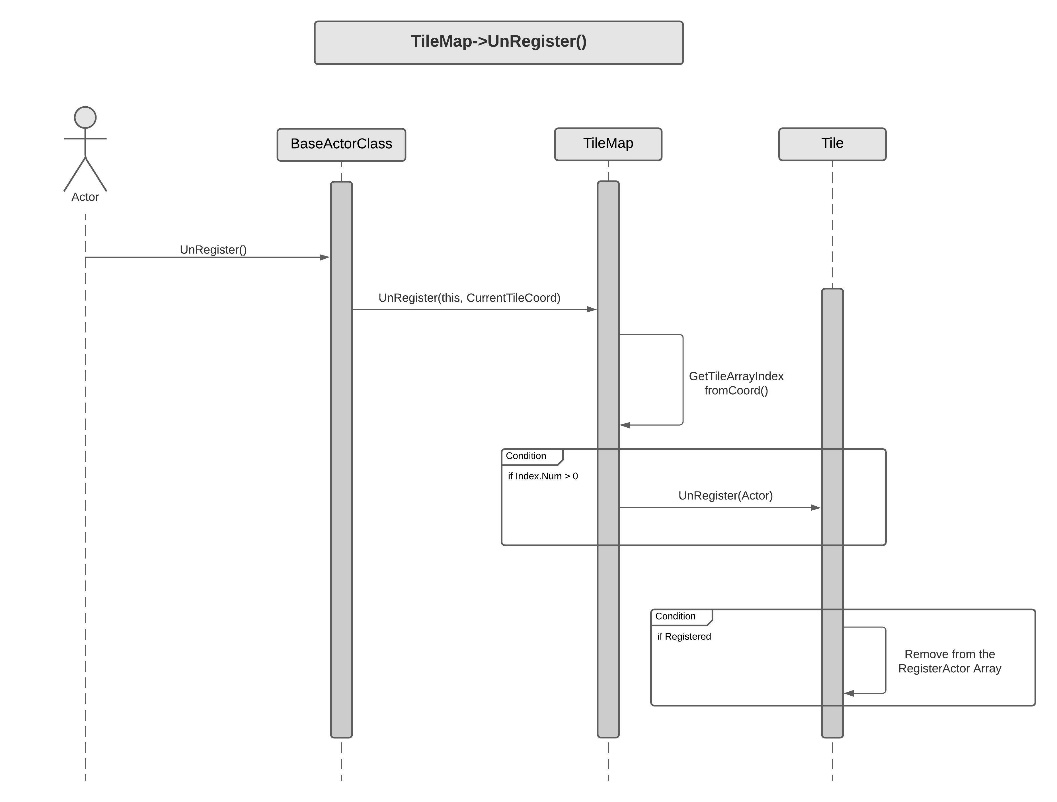 TileMap->UnRegister()
BaseActorClass
TileMap
Tile
Actor
UnRegister()
UnRegister(this, CurrentTileCoord)
GetTileArrayIndex
fromCoord()
Condition
if Index.Num > 0
UnRegister(Actor)
Condition
if Registered
Remove from the
RegisterActor Array